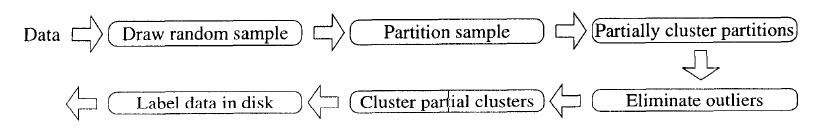 Data Draw random sample Partition sample Partially cluster partitions
Eliminate outliers
Cluster partial clusters
Label data in disk